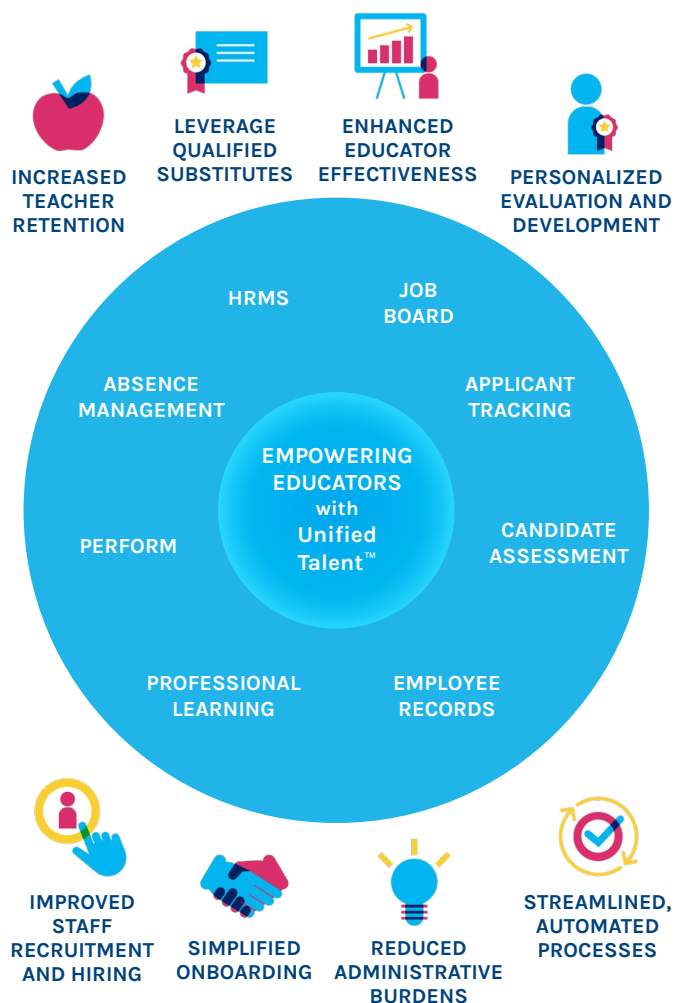 LEVERAGE
QUALIFIED
SUBSTITUTES
ENHANCED
EDUCATOR
EFFECTIVENESS
INCREASED
TEACHER
RETENTION
PERSONALIZED
EVALUATION AND
DEVELOPMENT
HRMS
JOB
BOARD
ABSENCE
MANAGEMENT
APPLICANT
TRACKING
EMPOWERING
EDUCATORS
with
Unified
Talent™
PERFORM
CANDIDATE
ASSESSMENT
PROFESSIONAL
LEARNING
EMPLOYEE
RECORDS
IMPROVED
STAFF
RECRUITMENT
AND HIRING
SIMPLIFIED
ONBOARDING
REDUCED
ADMINISTRATIVE
BURDENS
STREAMLINED,
AUTOMATED
PROCESSES